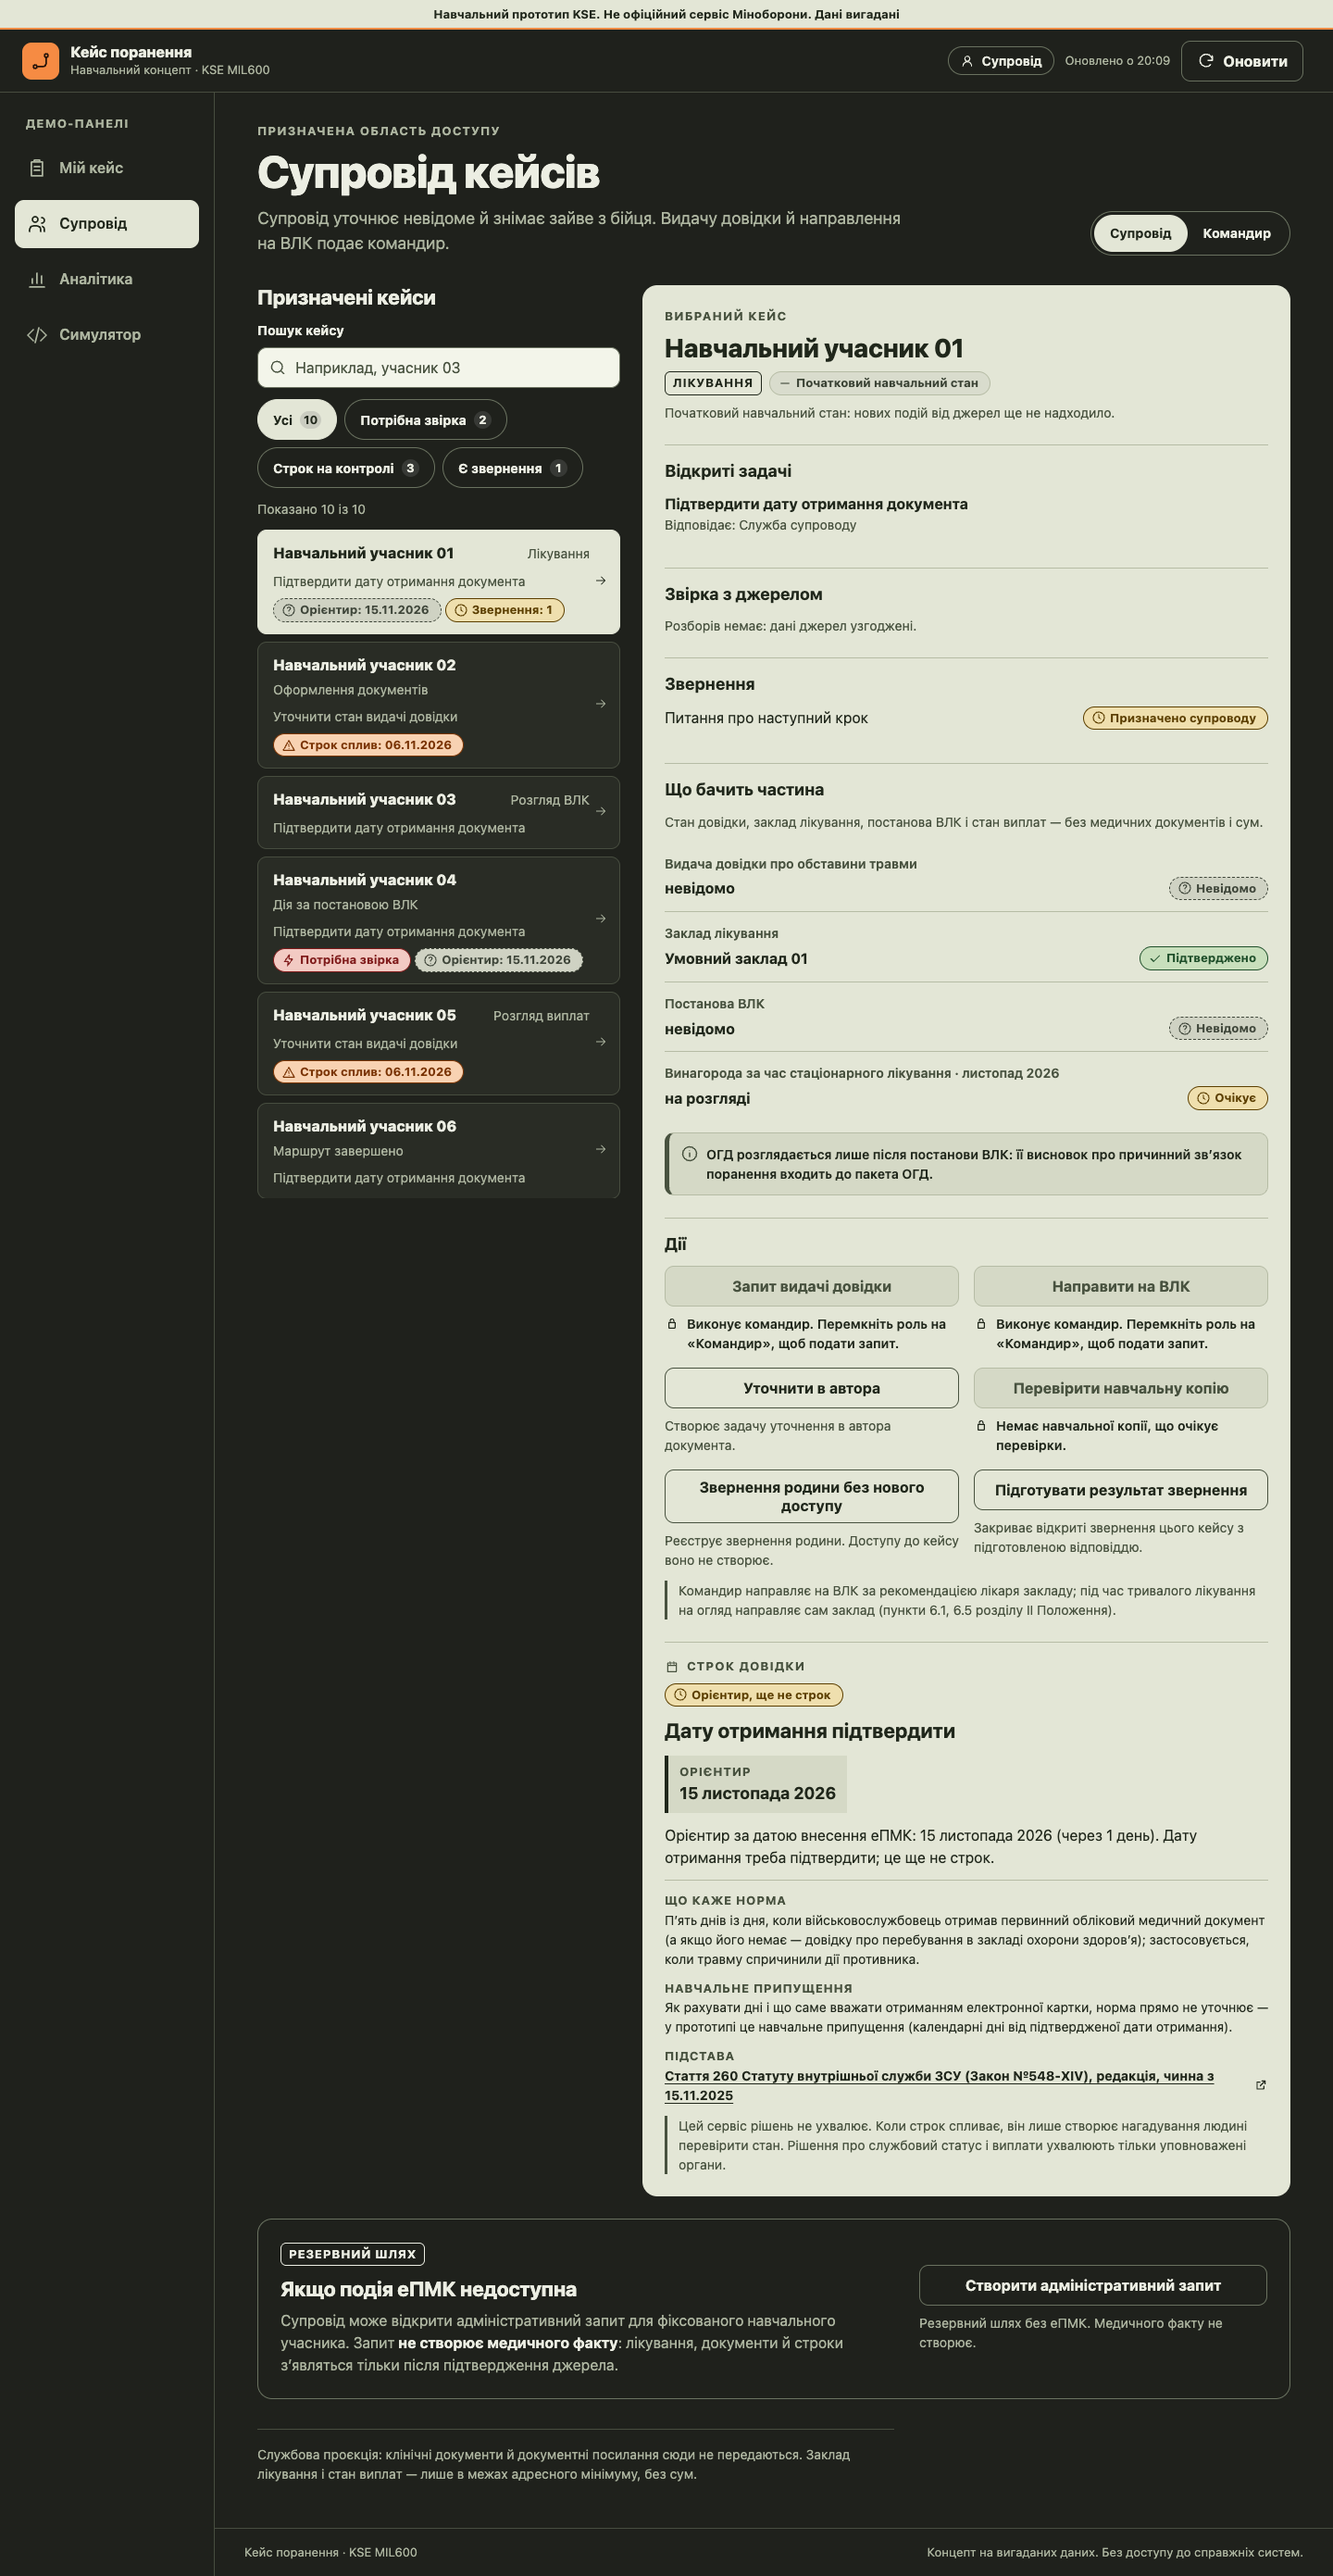 Навчальний прототип KSE. Не офіційний сервіс Міноборони. Дані вигадані
Кейс поранення
Навчальний концепт · KSE MIL600
Супровід
Оновлено о 20:09
Оновити
ДЕМО-ПАНЕЛІ
Мій кейс
Супровід
Аналітика
Симулятор
ПРИЗНАЧЕНА ОБЛАСТЬ ДОСТУПУ
Супровід кейсів
Супровід уточнює невідоме й знімає зайве з бійця. Видачу довідки й направлення
на ВЛК подає командир.
Супровід
Командир
Призначені кейси
Пошук кейсу
Наприклад, учасник 03
Усі 10
Потрібна звірка 2
Строк на контролі 3
Є звернення 1
Показано 10 із 10
Навчальний учасник 01
Лікування
Підтвердити дату отримання документа
Орієнтир: 15.11.2026
Звернення: 1
Навчальний учасник 02
Оформлення документів
Уточнити стан видачі довідки
Строк сплив: 06.11.2026
Навчальний учасник 03
Розгляд ВЛК
Підтвердити дату отримання документа
Навчальний учасник 04
Дія за постановою ВЛК
Підтвердити дату отримання документа
Потрібна звірка
Орієнтир: 15.11.2026
Навчальний учасник 05
Розгляд виплат
Уточнити стан видачі довідки
Строк сплив: 06.11.2026
Навчальний учасник 06
Маршрут завершено
Підтвердити дату отримання документа
ВИБРАНИЙ КЕЙС
Навчальний учасник 01
ЛІКУВАННЯ
Початковий навчальний стан
Початковий навчальний стан: нових подій від джерел ще не надходило.
Відкриті задачі
Підтвердити дату отримання документа
Відповідає: Служба супроводу
Звірка з джерелом
Розборів немає: дані джерел узгоджені.
Звернення
Питання про наступний крок
Призначено супроводу
Що бачить частина
Стан довідки, заклад лікування, постанова ВЛК і стан виплат — без медичних документів і сум.
Видача довідки про обставини травми
невідомо
Невідомо
Заклад лікування
Умовний заклад 01
Підтверджено
Постанова ВЛК
невідомо
Невідомо
Винагорода за час стаціонарного лікування · листопад 2026
на розгляді
Очікує
ОГД розглядається лише після постанови ВЛК: її висновок про причинний зв’язок
поранення входить до пакета ОГД.
Дії
Запит видачі довідки
Виконує командир. Перемкніть роль на
«Командир», щоб подати запит.
Направити на ВЛК
Виконує командир. Перемкніть роль на
«Командир», щоб подати запит.
Уточнити в автора
Створює задачу уточнення в автора
документа.
Перевірити навчальну копію
Немає навчальної копії, що очікує
перевірки.
Звернення родини без нового
доступу
Реєструє звернення родини. Доступу до кейсу
воно не створює.
Підготувати результат звернення
Закриває відкриті звернення цього кейсу з
підготовленою відповіддю.
Командир направляє на ВЛК за рекомендацією лікаря закладу; під час тривалого лікування
на огляд направляє сам заклад (пункти 6.1, 6.5 розділу II Положення).
СТРОК ДОВІДКИ
Орієнтир, ще не строк
Дату отримання підтвердити
ОРІЄНТИР
15 листопада 2026
Орієнтир за датою внесення еПМК: 15 листопада 2026 (через 1 день). Дату
отримання треба підтвердити; це ще не строк.
ЩО КАЖЕ НОРМА
П’ять днів із дня, коли військовослужбовець отримав первинний обліковий медичний документ
(а якщо його немає — довідку про перебування в закладі охорони здоров’я); застосовується,
коли травму спричинили дії противника.
НАВЧАЛЬНЕ ПРИПУЩЕННЯ
Як рахувати дні і що саме вважати отриманням електронної картки, норма прямо не уточнює —
у прототипі це навчальне припущення (календарні дні від підтвердженої дати отримання).
ПІДСТАВА
Стаття 260 Статуту внутрішньої служби ЗСУ (Закон №548-XIV), редакція, чинна з
15.11.2025
Цей сервіс рішень не ухвалює. Коли строк спливає, він лише створює нагадування людині
перевірити стан. Рішення про службовий статус і виплати ухвалюють тільки уповноважені
органи.
РЕЗЕРВНИЙ ШЛЯХ
Якщо подія еПМК недоступна
Супровід може відкрити адміністративний запит для фіксованого навчального
учасника. Запит не створює медичного факту: лікування, документи й строки
з’являться тільки після підтвердження джерела.
Створити адміністративний запит
Резервний шлях без еПМК. Медичного факту не
створює.
Службова проєкція: клінічні документи й документні посилання сюди не передаються. Заклад
лікування і стан виплат — лише в межах адресного мінімуму, без сум.
Кейс поранення · KSE MIL600
Концепт на вигаданих даних. Без доступу до справжніх систем.